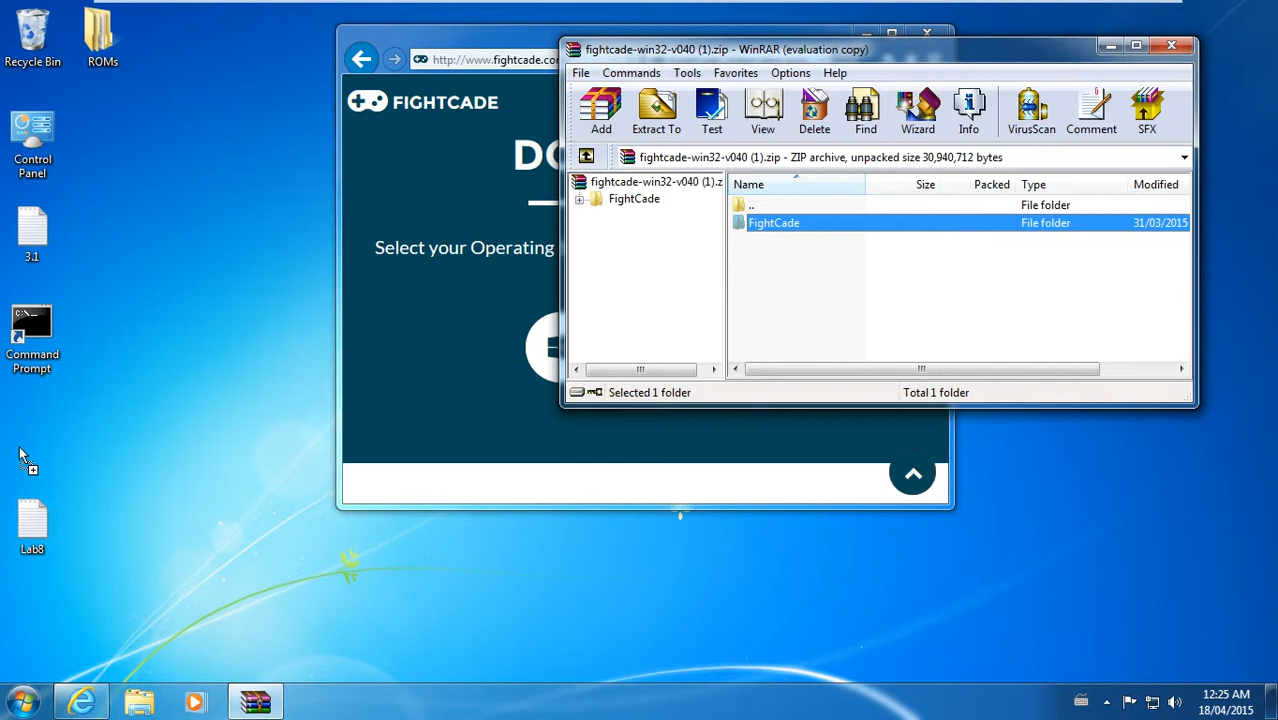 Recycle Bin
ROMs
Control
Panel
3.1
C:\_
Command
Prompt
Lab8
http://www.fightcade.con
FIGHTCADE
DO
Select your Operating
fightcade-win32-v040 (1).zip - WinRAR (evaluation copy)
File Commands Tools Favorites Options Help
Add Extract To Test View Delete Find Wizard Info VirusScan Comment SFX
fightcade-win32-v040 (1).zip - ZIP archive, unpacked size 30,940,712 bytes
fightcade-win32-v040 (1).z
FightCade
Name Size Packed Type Modified
.. File folder
FightCade File folder 31/03/2015
Selected 1 folder Total 1 folder
12:25 AM
18/04/2015